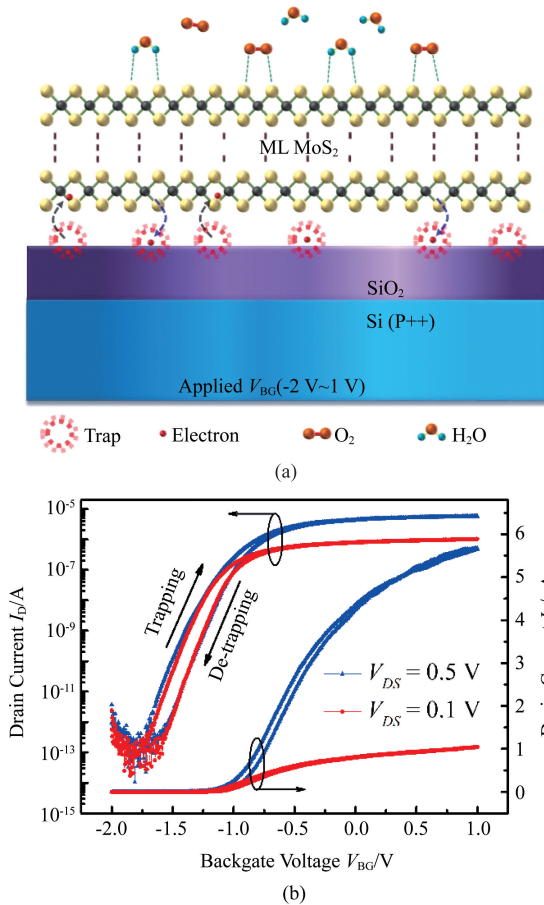 ML MoS2
SiO2
Si (P++)
Applied VBG(-2 V~1 V)
Trap Electron O2 H2O
(a)
10-5
10-7
10-9
10-11
10-13
10-15
Drain Current ID/A
Trapping
De-trapping
VDS = 0.5 V
VDS = 0.1 V
6
5
4
3
2
1
0
-2.0 -1.5 -1.0 -0.5 0.0 0.5 1.0
Backgate Voltage VBG/V
(b)